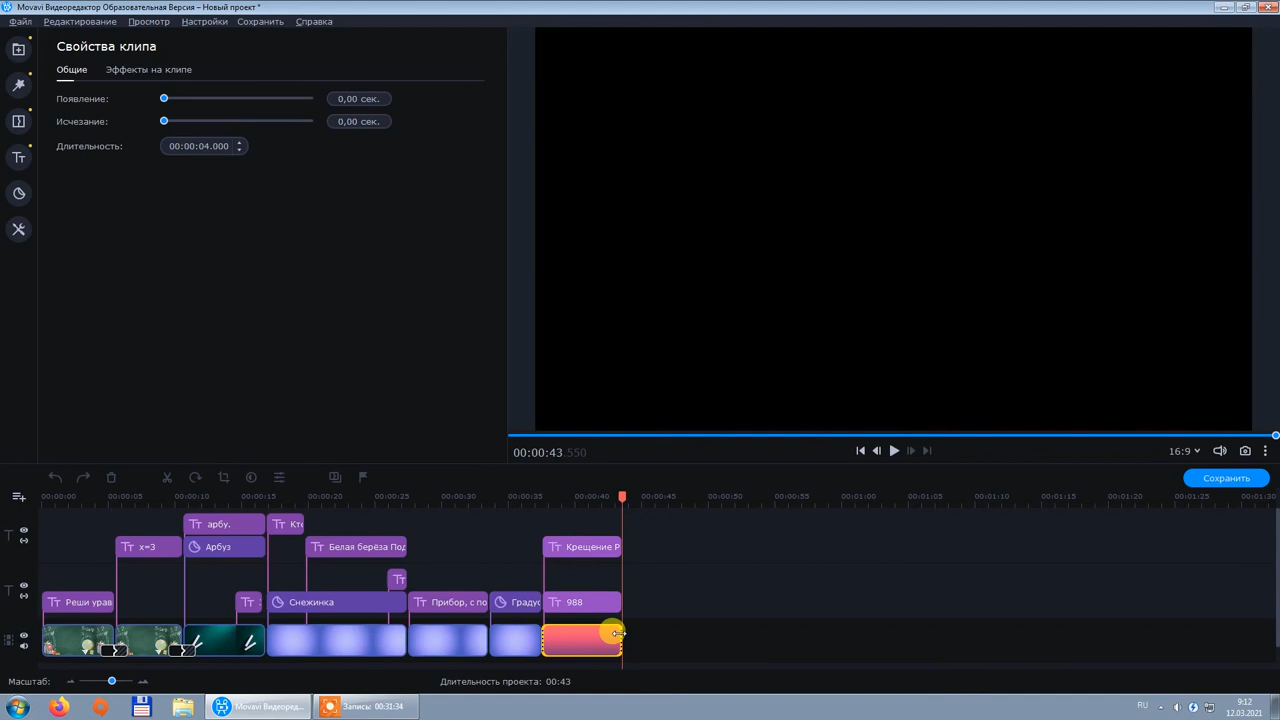 Movavi Видеоредактор Образовательная Версия – Новый проект *
Файл Редактирование Просмотр Настройки Сохранить Справка
Свойства клипа
Общие Эффекты на клипе
Появление: 0,00 сек.
Исчезание: 0,00 сек.
Длительность: 00:00:04.000
00:00:43.550
16:9
Сохранить
00:00:00 00:00:05 00:00:10 00:00:15 00:00:20 00:00:25 00:00:30 00:00:35 00:00:40 00:00:45 00:00:50 00:00:55 00:01:00 00:01:05 00:01:10 00:01:15 00:01:20 00:01:25 00:01:30
арбу. Кто
x=3 Арбуз Белая берёза Под Крещение Р
Реши урав Снежинка Прибор, с по Градус 988
Масштаб: Длительность проекта: 00:43
Movavi Видеоред... Запись: 00:31:34 RU 9:12
12.03.2021